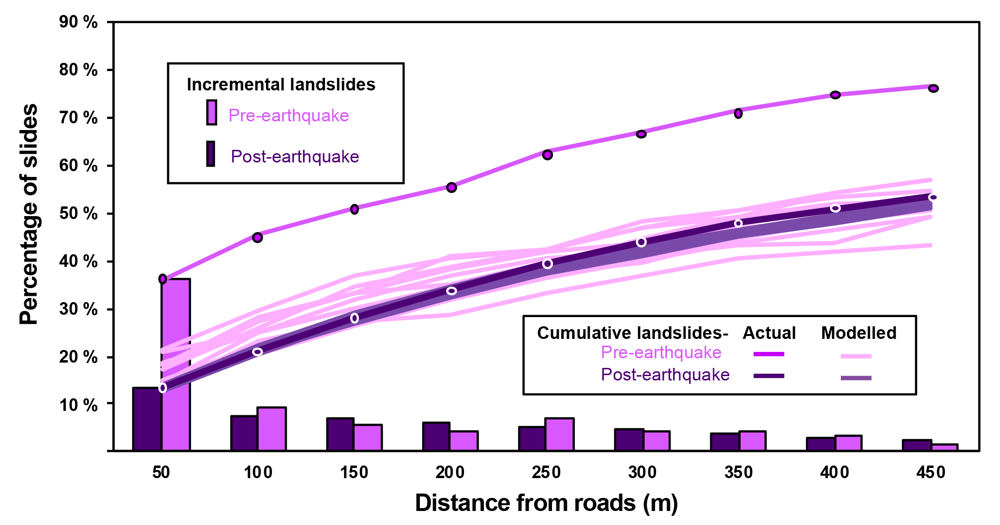 90 %
80 %
70 %
60 %
50 %
40 %
30 %
20 %
10 %
Percentage of slides
Incremental landslides
Pre-earthquake
Post-earthquake
Cumulative landslides- Actual Modelled
Pre-earthquake
Post-earthquake
50 100 150 200 250 300 350 400 450
Distance from roads (m)